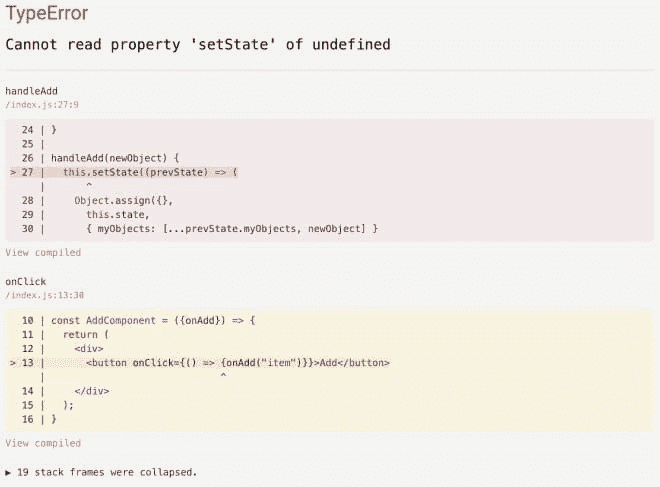 TypeError
Cannot read property 'setState' of undefined
handleAdd
/index.js:27:9
24 | }
25 |
26 | handleAdd(newObject) {
> 27 |   this.setState((prevState) => (
|       ^
28 |     Object.assign({},
29 |       this.state,
30 |       { myObjects: [...prevState.myObjects, newObject] }
View compiled
onClick
/index.js:13:30
10 | const AddComponent = ({onAdd}) => {
11 |   return (
12 |     <div>
> 13 |       <button onClick={() => {onAdd("item")}}>Add</button>
|                              ^
14 |     </div>
15 |   );
16 | }
View compiled
▶ 19 stack frames were collapsed.